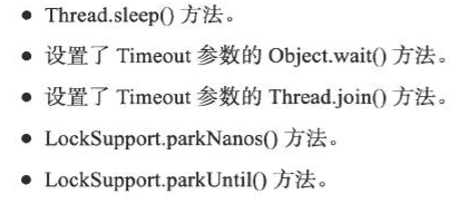 ● Thread.sleep() 方法。
● 设置了 Timeout 参数的 Object.wait() 方法。
● 设置了 Timeout 参数的 Thread.join() 方法。
● LockSupport.parkNanos() 方法。
● LockSupport.parkUntil() 方法。